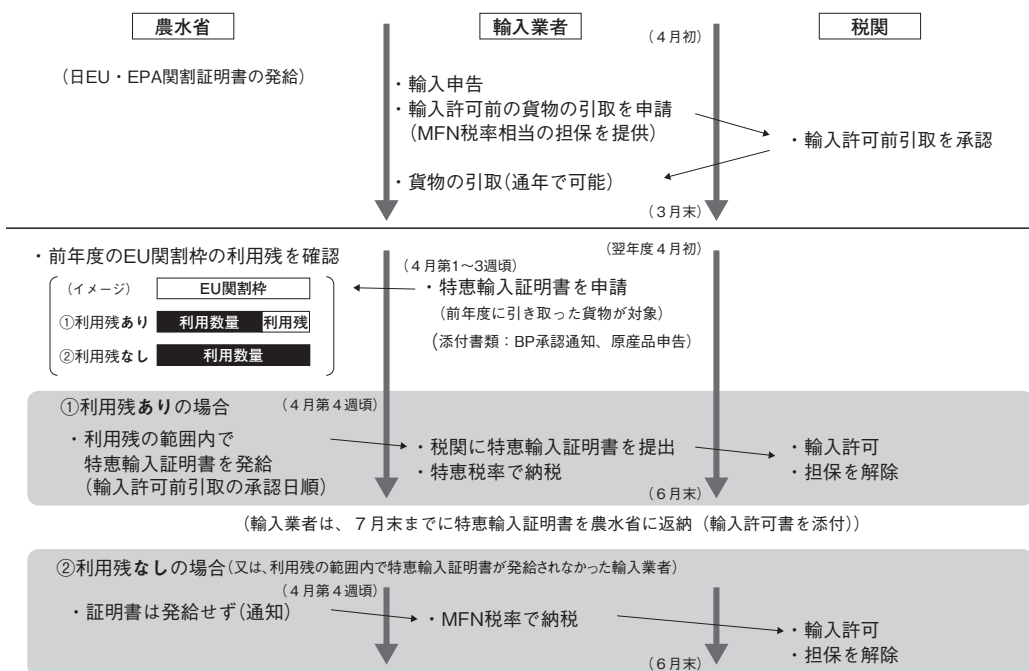 農水省
輸入業者
税関
(4月初)
(日EU・EPA関割証明書の発給)
・輸入申告
・輸入許可前の貨物の引取を申請
(MFN税率相当の担保を提供)
・輸入許可前引取を承認
・貨物の引取(通年で可能)
(3月末)
・前年度のEU関割枠の利用残を確認
(翌年度4月初)
(4月第1~3週頃)
・特恵輸入証明書を申請
(前年度に引き取った貨物が対象)
(添付書類:BP承認通知、原産品申告)
(イメージ)
EU関割枠
①利用残あり
利用数量
利用残
②利用残なし
利用数量
①利用残ありの場合
(4月第4週頃)
・利用残の範囲内で
特恵輸入証明書を発給
(輸入許可前引取の承認日順)
・税関に特恵輸入証明書を提出
・特恵税率で納税
・輸入許可
・担保を解除
(6月末)
(輸入業者は、7月末までに特恵輸入証明書を農水省に返納(輸入許可書を添付))
②利用残なしの場合(又は、利用残の範囲内で特恵輸入証明書が発給されなかった輸入業者)
(4月第4週頃)
・証明書は発給せず(通知)
・MFN税率で納税
・輸入許可
・担保を解除
(6月末)